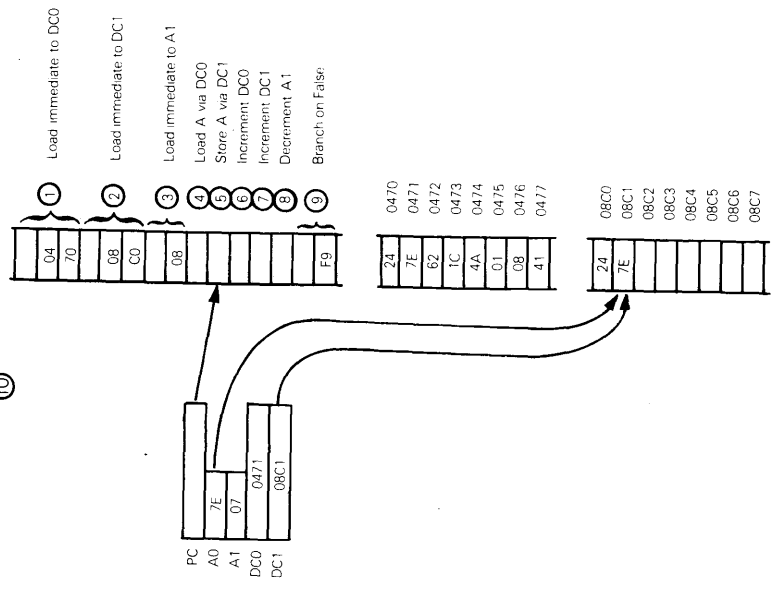 ⑩
04 ① Load immediate to DC0
70
08 ② Load immediate to DC1
C0
08 ③ Load immediate to A1
④ Load A via DC0
⑤ Store A via DC1
⑥ Increment DC0
⑦ Increment DC1
⑧ Decrement A1
F9 ⑨ Branch on False
PC
A0 7E
A1 07
DC0 0471
DC1 08C1
24 0470
7E 0471
62 0472
1C 0473
4A 0474
01 0475
08 0476
41 0477
24 08C0
7E 08C1
08C2
08C3
08C4
08C5
08C6
08C7